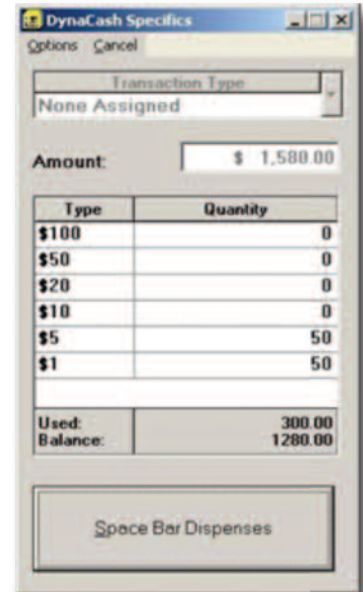 DynaCash Specifics
Options Cancel
Transaction Type
None Assigned
Amount: $ 1,580.00
Type Quantity
$100 0
$50 0
$20 0
$10 0
$5 50
$1 50
Used: 300.00
Balance: 1280.00
Space Bar Dispenses